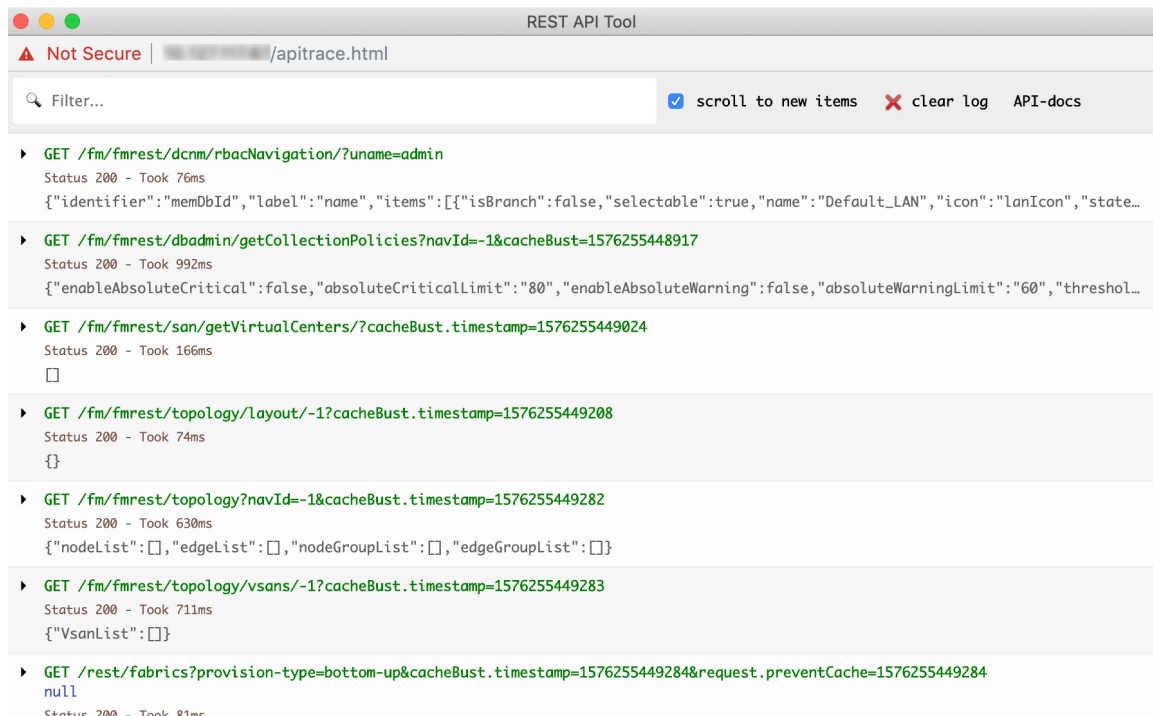 REST API Tool
Not Secure /apitrace.html
Filter... scroll to new items clear log API-docs
GET /fm/fmrest/dcnm/rbacNavigation/?uname=admin
Status 200 - Took 76ms
{"identifier":"memDbId","label":"name","items":[{"isBranch":false,"selectable":true,"name":"Default_LAN","icon":"lanIcon","state…
GET /fm/fmrest/dbadmin/getCollectionPolicies?navId=-1&cacheBust=1576255448917
Status 200 - Took 992ms
{"enableAbsoluteCritical":false,"absoluteCriticalLimit":"80","enableAbsoluteWarning":false,"absoluteWarningLimit":"60","threshol…
GET /fm/fmrest/san/getVirtualCenters/?cacheBust.timestamp=1576255449024
Status 200 - Took 166ms
[]
GET /fm/fmrest/topology/layout/-1?cacheBust.timestamp=1576255449208
Status 200 - Took 74ms
{}
GET /fm/fmrest/topology?navId=-1&cacheBust.timestamp=1576255449282
Status 200 - Took 630ms
{"nodeList":[],"edgeList":[],"nodeGroupList":[],"edgeGroupList":[]}
GET /fm/fmrest/topology/vsans/-1?cacheBust.timestamp=1576255449283
Status 200 - Took 711ms
{"VsanList":[]}
GET /rest/fabrics?provision-type=bottom-up&cacheBust.timestamp=1576255449284&request.preventCache=1576255449284
null
Status 200 - Took 81ms